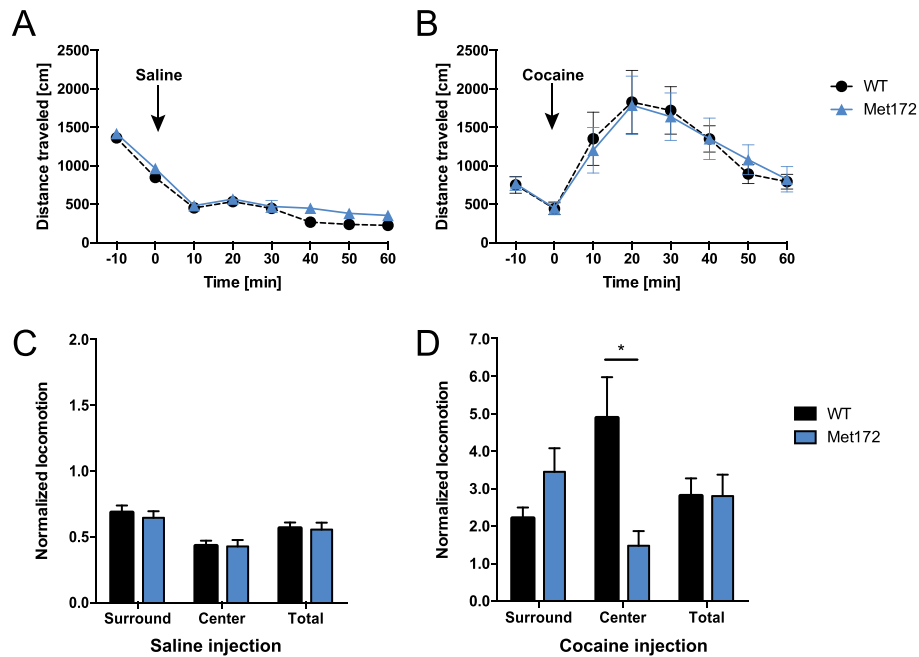 A
Distance traveled [cm]
2500
2000
1500
1000
500
0
Saline
-10 0 10 20 30 40 50 60
Time [min]
B
Distance traveled [cm]
2500
2000
1500
1000
500
0
Cocaine
-10 0 10 20 30 40 50 60
Time [min]
WT
Met172
C
Normalized locomotion
2.0
1.5
1.0
0.5
0.0
Surround Center Total
Saline injection
D
Normalized locomotion
7.0
6.0
5.0
4.0
3.0
2.0
1.0
0.0
*
Surround Center Total
Cocaine injection
WT
Met172